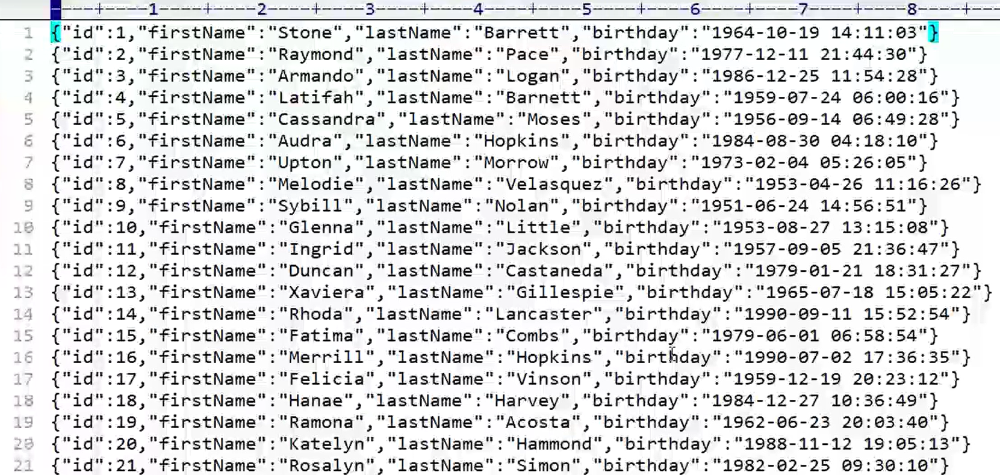 ----+----1----+----2----+----3----+----4----+----5----+----6----+----7----+----8----+
1 {"id":1,"firstName":"Stone","lastName":"Barrett","birthday":"1964-10-19 14:11:03"}
2 {"id":2,"firstName":"Raymond","lastName":"Pace","birthday":"1977-12-11 21:44:30"}
3 {"id":3,"firstName":"Armando","lastName":"Logan","birthday":"1986-12-25 11:54:28"}
4 {"id":4,"firstName":"Latifah","lastName":"Barnett","birthday":"1959-07-24 06:00:16"}
5 {"id":5,"firstName":"Cassandra","lastName":"Moses","birthday":"1956-09-14 06:49:28"}
6 {"id":6,"firstName":"Audra","lastName":"Hopkins","birthday":"1984-08-30 04:18:10"}
7 {"id":7,"firstName":"Upton","lastName":"Morrow","birthday":"1973-02-04 05:26:05"}
8 {"id":8,"firstName":"Melodie","lastName":"Velasquez","birthday":"1953-04-26 11:16:26"}
9 {"id":9,"firstName":"Sybill","lastName":"Nolan","birthday":"1951-06-24 14:56:51"}
10 {"id":10,"firstName":"Glenna","lastName":"Little","birthday":"1953-08-27 13:15:08"}
11 {"id":11,"firstName":"Ingrid","lastName":"Jackson","birthday":"1957-09-05 21:36:47"}
12 {"id":12,"firstName":"Duncan","lastName":"Castaneda","birthday":"1979-01-21 18:31:27"}
13 {"id":13,"firstName":"Xaviera","lastName":"Gillespie","birthday":"1965-07-18 15:05:22"}
14 {"id":14,"firstName":"Rhoda","lastName":"Lancaster","birthday":"1990-09-11 15:52:54"}
15 {"id":15,"firstName":"Fatima","lastName":"Combs","birthday":"1979-06-01 06:58:54"}
16 {"id":16,"firstName":"Merrill","lastName":"Hopkins","birthday":"1990-07-02 17:36:35"}
17 {"id":17,"firstName":"Felicia","lastName":"Vinson","birthday":"1959-12-19 20:23:12"}
18 {"id":18,"firstName":"Hanae","lastName":"Harvey","birthday":"1984-12-27 10:36:49"}
19 {"id":19,"firstName":"Ramona","lastName":"Acosta","birthday":"1962-06-23 20:03:40"}
20 {"id":20,"firstName":"Katelyn","lastName":"Hammond","birthday":"1988-11-12 19:05:13"}
21 {"id":21,"firstName":"Rosalyn","lastName":"Simon","birthday":"1982-02-25 09:30:10"}